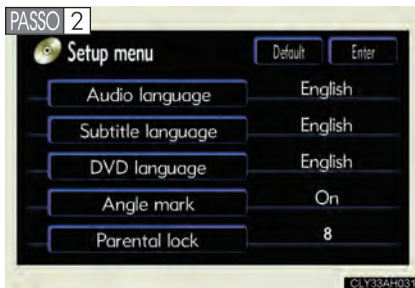 PASSO 2
Setup menu Default Enter
Audio language English
Subtitle language English
DVD language English
Angle mark On
Parental lock 8
CLY33AH031